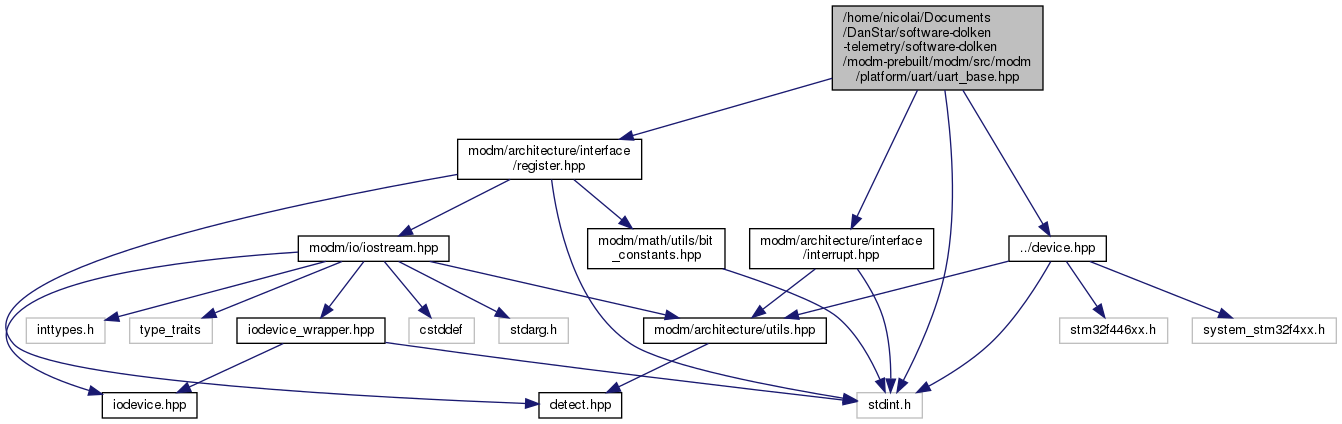 /home/nicolai/Documents
/DanStar/software-dolken
-telemetry/software-dolken
/modm-prebuilt/modm/src/modm
/platform/uart/uart_base.hpp
modm/architecture/interface
/register.hpp
modm/io/iostream.hpp
modm/math/utils/bit
_constants.hpp
modm/architecture/interface
/interrupt.hpp
../device.hpp
inttypes.h
type_traits
iodevice_wrapper.hpp
cstddef
stdarg.h
modm/architecture/utils.hpp
stm32f446xx.h
system_stm32f4xx.h
iodevice.hpp
detect.hpp
stdint.h